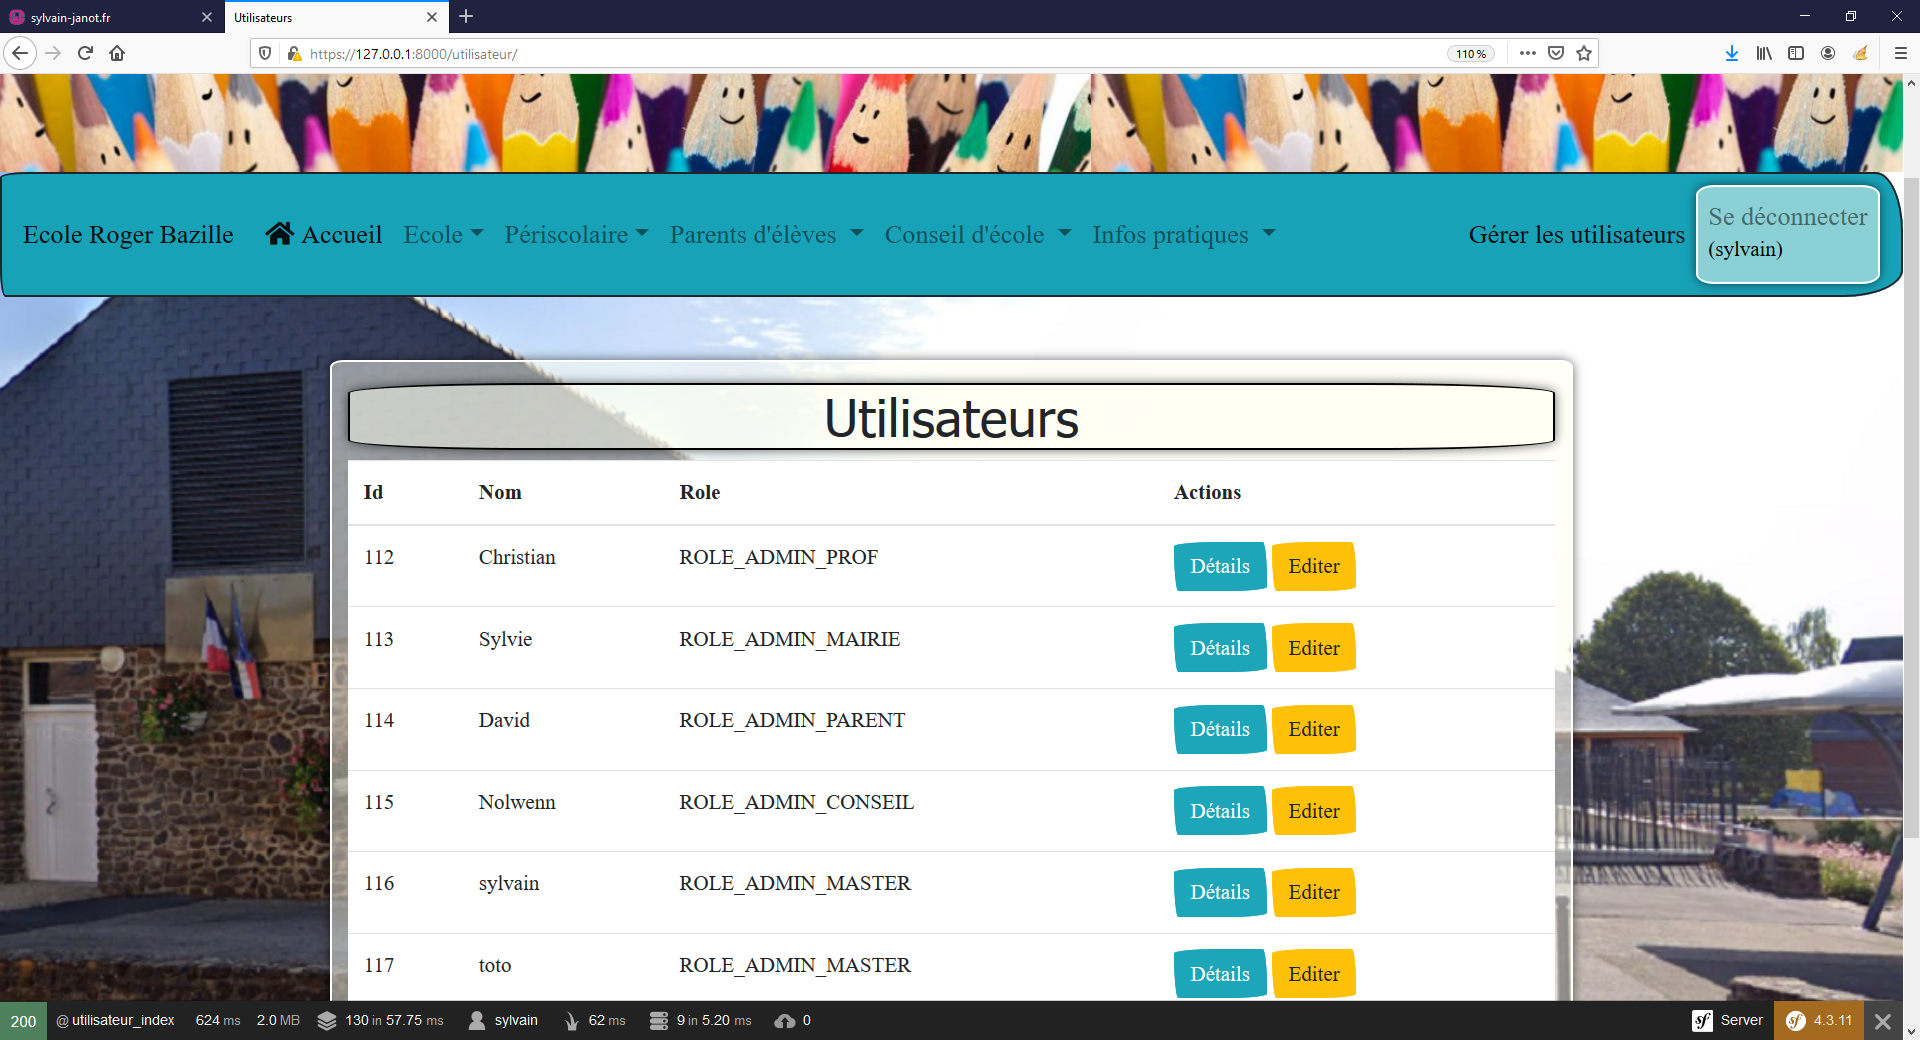 sylvain-janot.fr
Utilisateurs
https://127.0.0.1:8000/utilisateur/
110 %
Ecole Roger Bazille
Accueil
Ecole
Périscolaire
Parents d'élèves
Conseil d'école
Infos pratiques
Gérer les utilisateurs
Se déconnecter
(sylvain)
Utilisateurs
Id Nom Role Actions
112 Christian ROLE_ADMIN_PROF Détails Editer
113 Sylvie ROLE_ADMIN_MAIRIE Détails Editer
114 David ROLE_ADMIN_PARENT Détails Editer
115 Nolwenn ROLE_ADMIN_CONSEIL Détails Editer
116 sylvain ROLE_ADMIN_MASTER Détails Editer
117 toto ROLE_ADMIN_MASTER Détails Editer
200 @ utilisateur_index 624 ms 2.0 MB 130 in 57.75 ms sylvain 62 ms 9 in 5.20 ms 0 sf Server sf 4.3.11